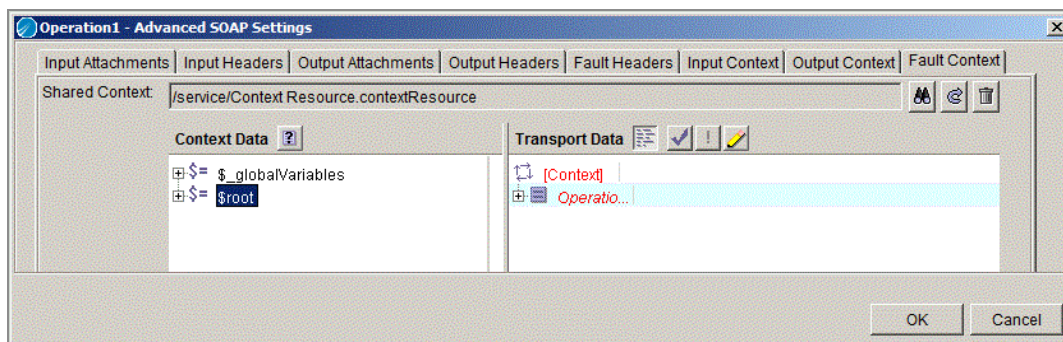 Operation1 - Advanced SOAP Settings
Input Attachments Input Headers Output Attachments Output Headers Fault Headers Input Context Output Context Fault Context
Shared Context: /service/Context Resource.contextResource
Context Data ? Transport Data !
$= $_globalVariables [Context]
$= $root Operatio...
OK Cancel